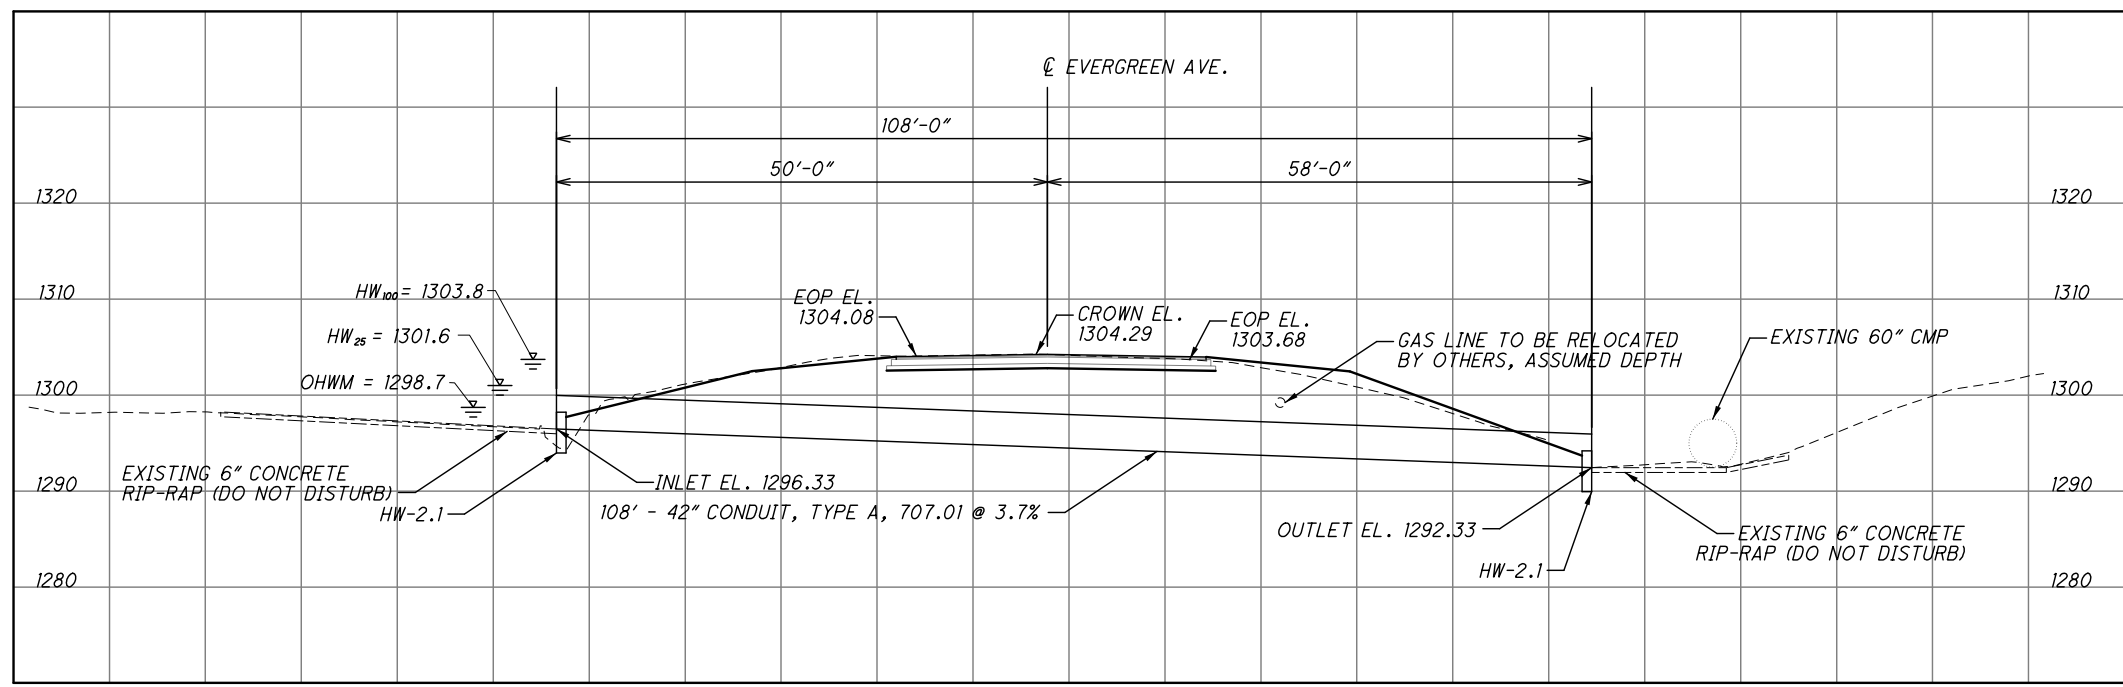 ℄ EVERGREEN AVE.
108'-0"
50'-0"
58'-0"
1320
1320
HW₁₀₀ = 1303.8
1310
EOP EL.
1304.08
CROWN EL.
1304.29
EOP EL.
1303.68
1310
HW₂₅ = 1301.6
GAS LINE TO BE RELOCATED
BY OTHERS, ASSUMED DEPTH
EXISTING 60" CMP
OHWM = 1298.7
1300
1300
EXISTING 6" CONCRETE
RIP-RAP (DO NOT DISTURB)
INLET EL. 1296.33
1290
1290
HW-2.1
108' - 42" CONDUIT, TYPE A, 707.01 @ 3.7%
OUTLET EL. 1292.33
EXISTING 6" CONCRETE
RIP-RAP (DO NOT DISTURB)
HW-2.1
1280
1280